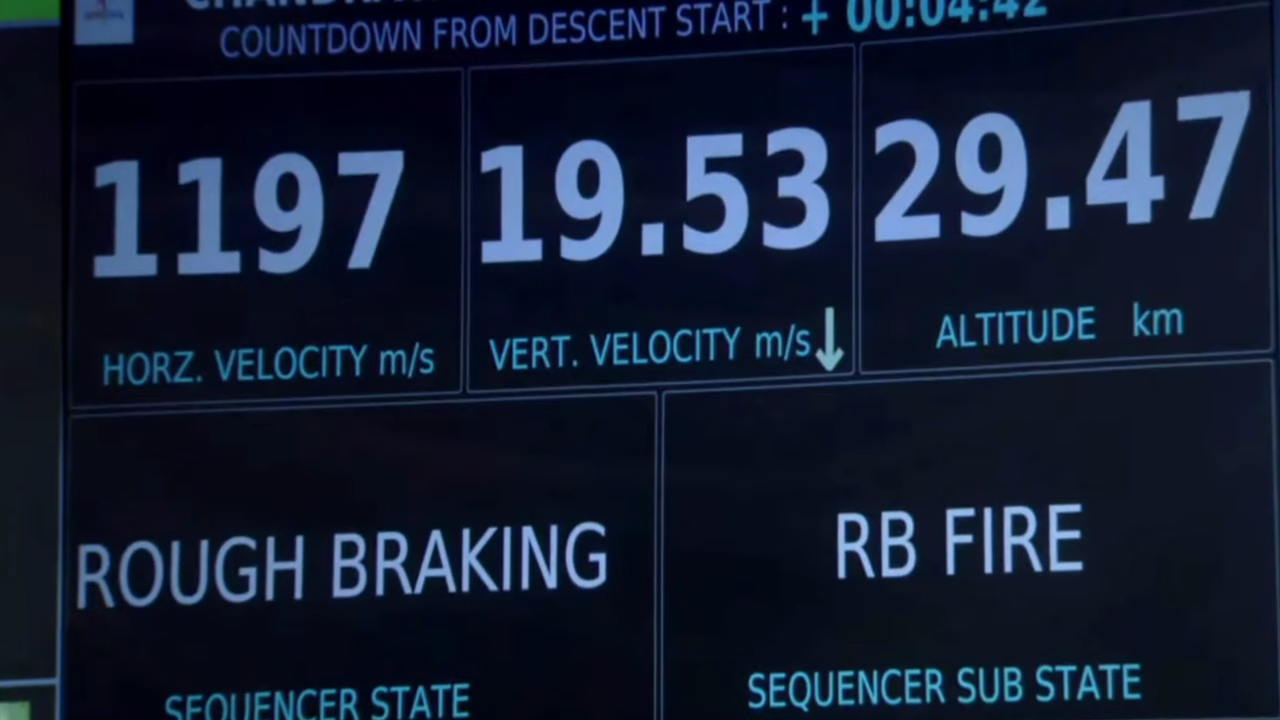 COUNTDOWN FROM DESCENT START : + 00:04:42
1197 19.53 29.47
HORZ. VELOCITY m/s VERT. VELOCITY m/s↓ ALTITUDE km
ROUGH BRAKING RB FIRE
SEQUENCER STATE SEQUENCER SUB STATE